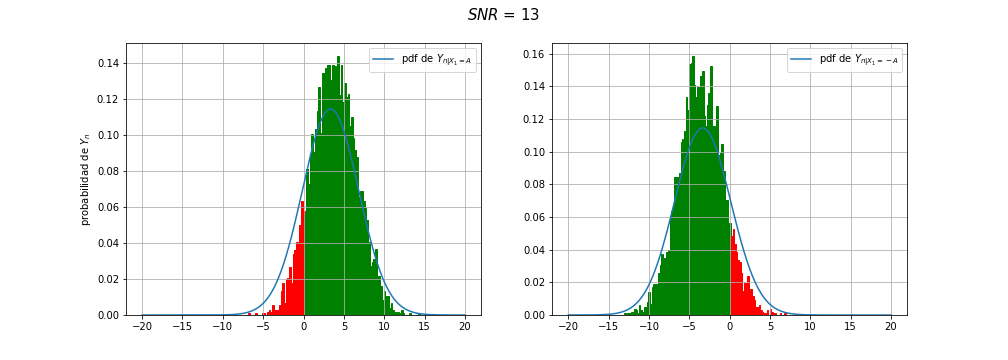 SNR = 13
pdf de Y_{n|X_1=A}
probabilidad de Y_n
0.14
0.12
0.10
0.08
0.06
0.04
0.02
0.00
−20 −15 −10 −5 0 5 10 15 20
pdf de Y_{n|X_1=−A}
0.16
0.14
0.12
0.10
0.08
0.06
0.04
0.02
0.00
−20 −15 −10 −5 0 5 10 15 20